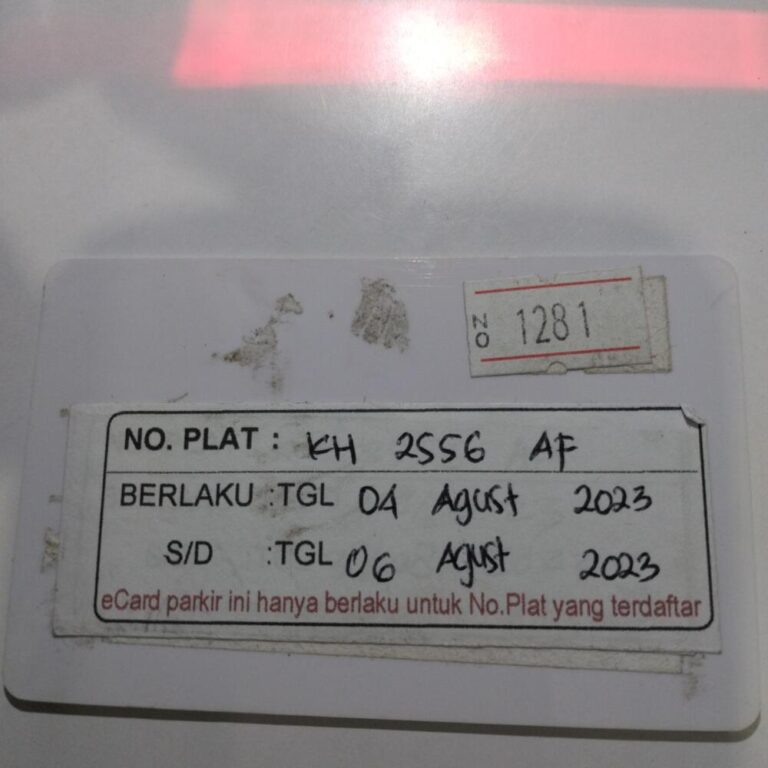 NO 1281
NO. PLAT : KH 2556 AF
BERLAKU :TGL 04 Agust 2023
S/D :TGL 06 Agust 2023
eCard parkir ini hanya berlaku untuk No.Plat yang terdaftar